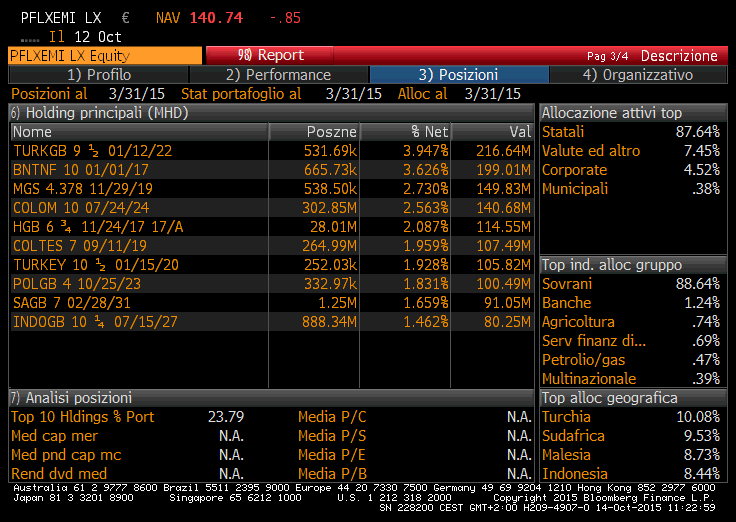 PFLXEMI LX € NAV 140.74 -.85
Il 12 Oct
PFLXEMI LX Equity 98) Report Pag 3/4 Descrizione
1) Profilo 2) Performance 3) Posizioni 4) Organizzativo
Posizioni al 3/31/15 Stat portafoglio al 3/31/15 Alloc al 3/31/15
6) Holding principali (MHD)
Nome Poszne % Net Val
TURKGB 9 ½ 01/12/22 531.69k 3.947% 216.64M
BNTNF 10 01/01/17 665.73k 3.626% 199.01M
MGS 4.378 11/29/19 538.50k 2.730% 149.83M
COLOM 10 07/24/24 302.85M 2.563% 140.68M
HGB 6 ¾ 11/24/17 17/A 28.01M 2.087% 114.55M
COLTES 7 09/11/19 264.99M 1.959% 107.49M
TURKEY 10 ½ 01/15/20 252.03k 1.928% 105.82M
POLGB 4 10/25/23 332.97k 1.831% 100.49M
SAGB 7 02/28/31 1.25M 1.659% 91.05M
INDOGB 10 ¼ 07/15/27 888.34M 1.462% 80.25M
Allocazione attivi top
Statali 87.64%
Valute ed altro 7.45%
Corporate 4.52%
Municipali .38%
Top ind. alloc gruppo
Sovrani 88.64%
Banche 1.24%
Agricoltura .74%
Serv finanz di... .69%
Petrolio/gas .47%
Multinazionale .39%
7) Analisi posizioni
Top 10 Hldings % Port 23.79 Media P/C N.A.
Med cap mer N.A. Media P/S N.A.
Med pnd cap mc N.A. Media P/E N.A.
Rend dvd med N.A. Media P/B N.A.
Top alloc geografica
Turchia 10.08%
Sudafrica 9.53%
Malesia 8.73%
Indonesia 8.44%
Australia 61 2 9777 8600 Brazil 5511 2395 9000 Europe 44 20 7330 7500 Germany 49 69 9204 1210 Hong Kong 852 2977 6000
Japan 81 3 3201 8900 Singapore 65 6212 1000 U.S. 1 212 318 2000 Copyright 2015 Bloomberg Finance L.P.
SN 228200 CEST GMT+2:00 H209-4907-0 14-Oct-2015 11:22:59